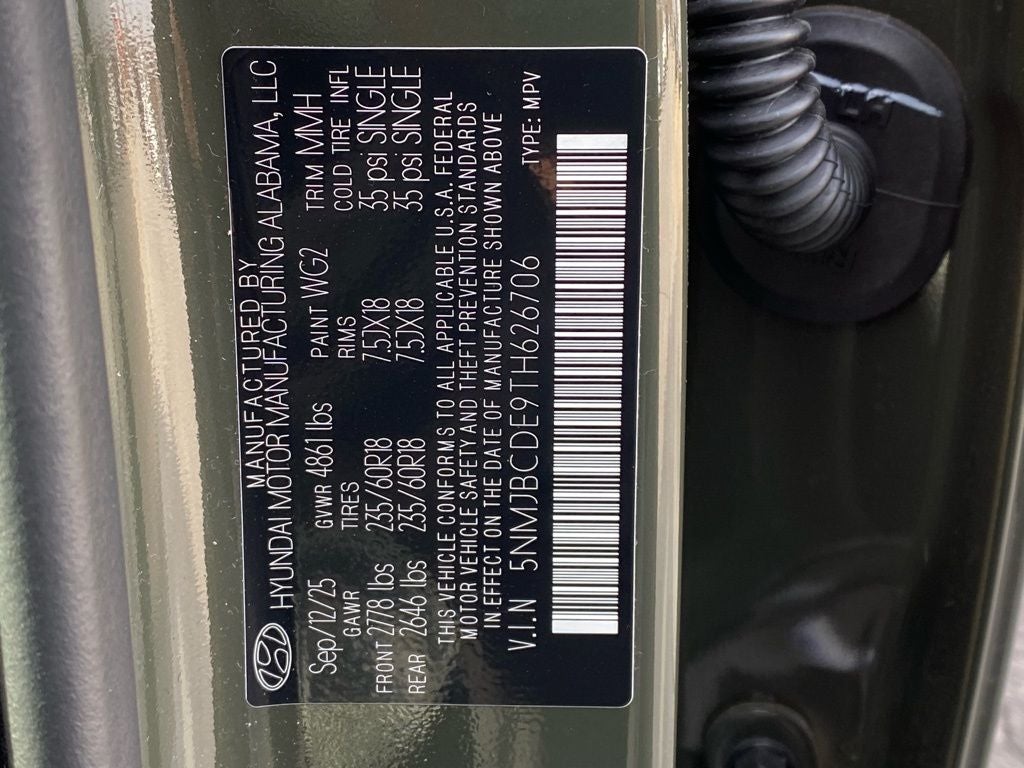 MANUFACTURED BY
HYUNDAI MOTOR MANUFACTURING ALABAMA, LLC
Sep/12/25 GVWR 4861 lbs PAINT WG2 TRIM MMH
GAWR TIRES RIMS COLD TIRE INFL
FRONT 2778 lbs 235/60R18 7.5JX18 35 psi SINGLE
REAR 2646 lbs 235/60R18 7.5JX18 35 psi SINGLE
THIS VEHICLE CONFORMS TO ALL APPLICABLE U.S.A. FEDERAL
MOTOR VEHICLE SAFETY AND THEFT PREVENTION STANDARDS
IN EFFECT ON THE DATE OF MANUFACTURE SHOWN ABOVE
V.I.N 5NMJBCDE9TH626706 TYPE: MPV